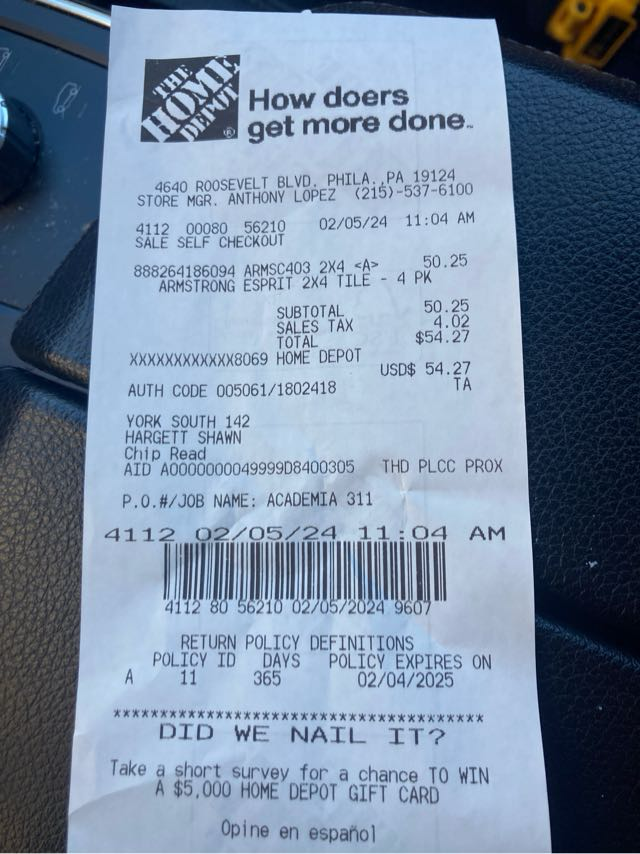 THE
HOME
DEPOT
®
How doers
get more done.™
4640 ROOSEVELT BLVD. PHILA.,PA 19124
STORE MGR. ANTHONY LOPEZ (215)-537-6100
4112 00080 56210 02/05/24 11:04 AM
SALE SELF CHECKOUT
888264186094 ARMSC403 2X4 <A> 50.25
ARMSTRONG ESPRIT 2X4 TILE - 4 PK
SUBTOTAL 50.25
SALES TAX 4.02
TOTAL $54.27
XXXXXXXXXXXX8069 HOME DEPOT
USD$ 54.27
AUTH CODE 005061/1802418 TA
YORK SOUTH 142
HARGETT SHAWN
Chip Read
AID A0000000049999D8400305 THD PLCC PROX
P.O.#/JOB NAME: ACADEMIA 311
4112 02/05/24 11:04 AM
4112 80 56210 02/05/2024 9607
RETURN POLICY DEFINITIONS
POLICY ID DAYS POLICY EXPIRES ON
A 11 365 02/04/2025
****************************************
DID WE NAIL IT?
Take a short survey for a chance TO WIN
A $5,000 HOME DEPOT GIFT CARD
Opine en español